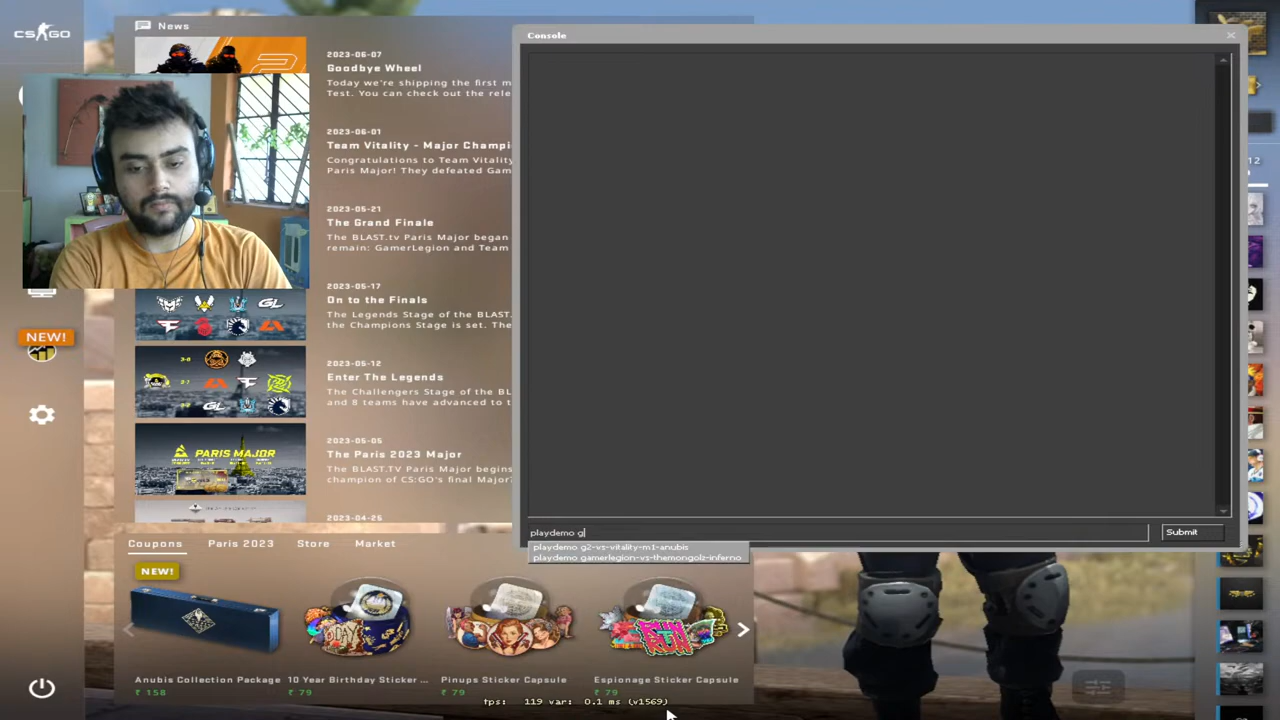 CS:GO
News
2023-06-07
Goodbye Wheel
Today we're shipping the first m
Test. You can check out the rele
2023-06-01
Team Vitality - Major Champi
Congratulations to Team Vitality
Paris Major! They defeated Gam
2023-05-21
The Grand Finale
The BLAST.tv Paris Major began
remain: GamerLegion and Team
2023-05-17
On to the Finals
The Legends Stage of the BLAST.
the Champions Stage is set. The
2023-05-12
Enter The Legends
The Challengers Stage of the BL
and 8 teams have advanced to t
2023-05-05
The Paris 2023 Major
The BLAST.TV Paris Major begins
champion of CS:GO's final Major?
2023-04-25
PARIS MAJOR
GL
NEW!
Console
playdemo g
Submit
playdemo g2-vs-vitality-m1-anubis
playdemo gamerlegion-vs-themongolz-inferno
Coupons
Paris 2023
Store
Market
NEW!
Anubis Collection Package
₹ 158
10 Year Birthday Sticker ...
₹ 79
Pinups Sticker Capsule
₹ 79
Espionage Sticker Capsule
₹ 79
fps: 119 var: 0.1 ms (v1569)